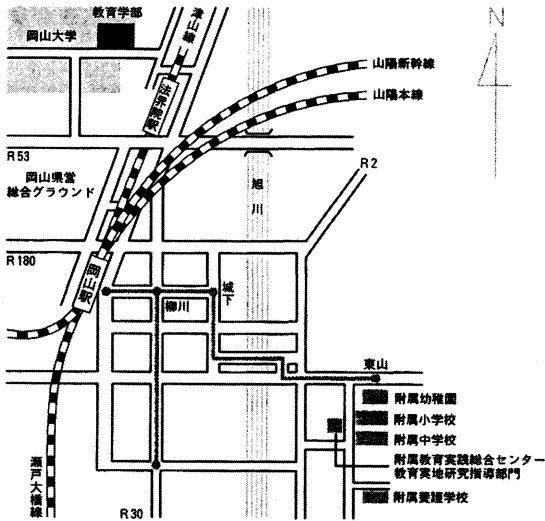 教育学部
岡山大学
津山線
N
山陽新幹線
法界院駅
山陽本線
R53
R2
岡山県営
総合グラウンド
旭川
R180
岡山駅
城下
柳川
東山
附属幼稚園
附属小学校
附属中学校
附属教育実践総合センター
教育実地研究指導部門
瀬戸大橋線
附属養護学校
R30